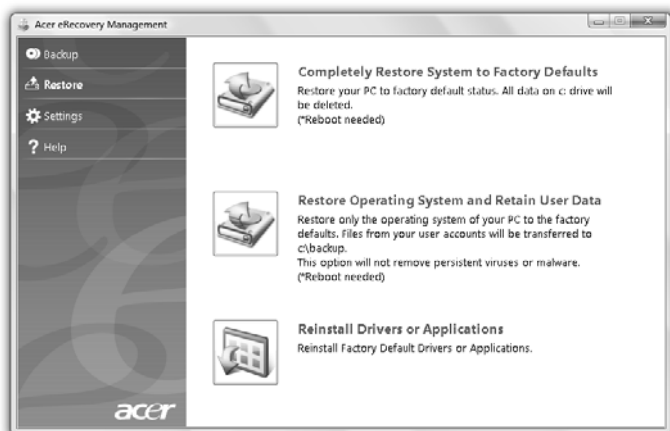 Acer eRecovery Management
Backup
Restore
Settings
? Help
Completely Restore System to Factory Defaults
Restore your PC to factory default status. All data on c: drive will
be deleted.
(*Reboot needed)
Restore Operating System and Retain User Data
Restore only the operating system of your PC to the factory
defaults. Files from your user accounts will be transferred to
c:\backup.
This option will not remove persistent viruses or malware.
(*Reboot needed)
Reinstall Drivers or Applications
Reinstall Factory Default Drivers or Applications.
acer